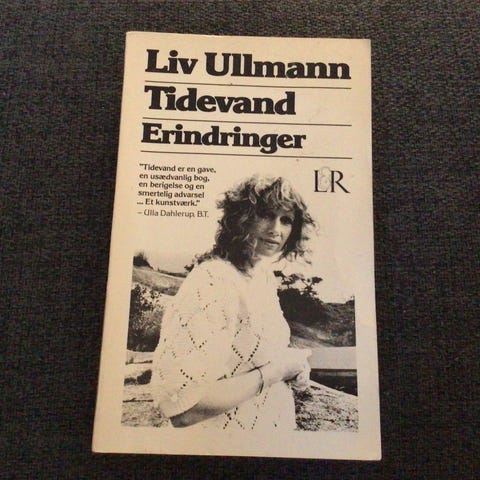 Liv Ullmann
Tidevand
Erindringer
"Tidevand er en gave,
en usædvanlig bog,
en berigelse og en
smertelig advarsel
... Et kunstværk."
– Ulla Dahlerup, B.T.
L&R